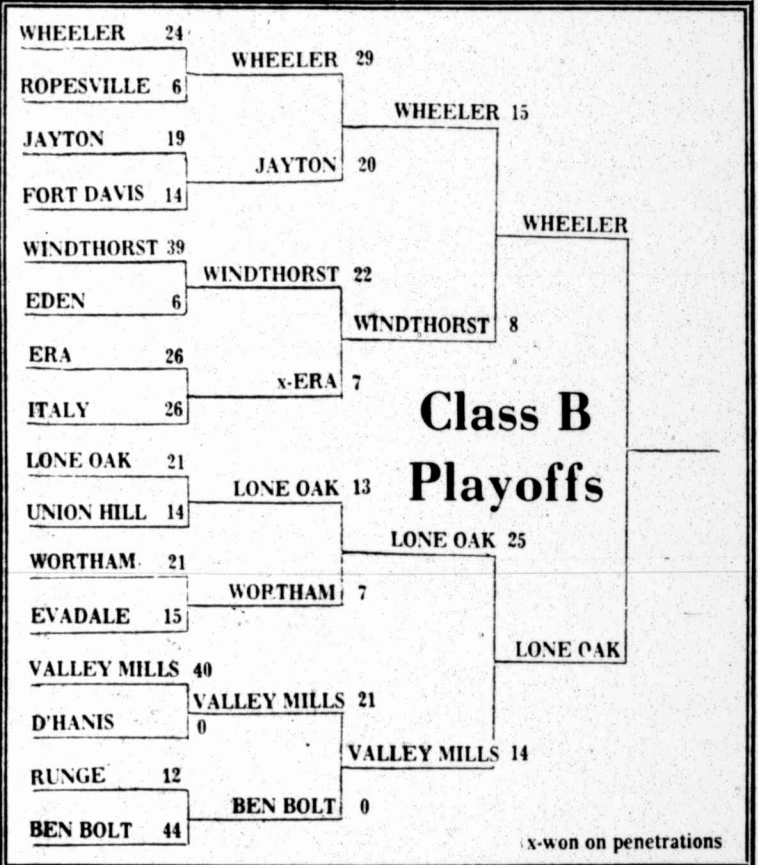 WHEELER 24
ROPESVILLE 6
JAYTON 19
FORT DAVIS 14
WINDTHORST 39
EDEN 6
ERA 26
ITALY 26
LONE OAK 21
UNION HILL 14
WORTHAM 21
EVADALE 15
VALLEY MILLS 40
D'HANIS 0
RUNGE 12
BEN BOLT 44
WHEELER 29
JAYTON 20
WINDTHORST 22
x-ERA 7
LONE OAK 13
WORTHAM 7
VALLEY MILLS 21
BEN BOLT 0
WHEELER 15
WINDTHORST 8
LONE OAK 25
VALLEY MILLS 14
WHEELER
LONE OAK
Class B
Playoffs
x-won on penetrations